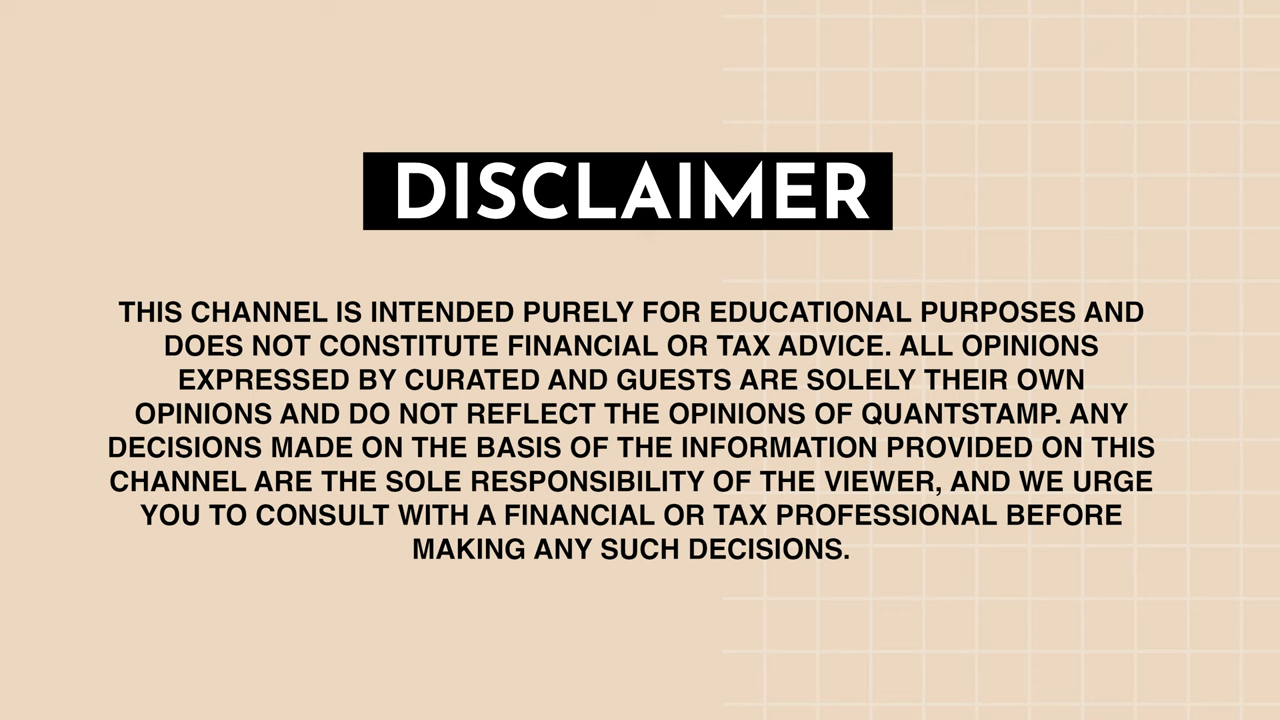 DISCLAIMER
THIS CHANNEL IS INTENDED PURELY FOR EDUCATIONAL PURPOSES AND
DOES NOT CONSTITUTE FINANCIAL OR TAX ADVICE. ALL OPINIONS
EXPRESSED BY CURATED AND GUESTS ARE SOLELY THEIR OWN
OPINIONS AND DO NOT REFLECT THE OPINIONS OF QUANTSTAMP. ANY
DECISIONS MADE ON THE BASIS OF THE INFORMATION PROVIDED ON THIS
CHANNEL ARE THE SOLE RESPONSIBILITY OF THE VIEWER, AND WE URGE
YOU TO CONSULT WITH A FINANCIAL OR TAX PROFESSIONAL BEFORE
MAKING ANY SUCH DECISIONS.